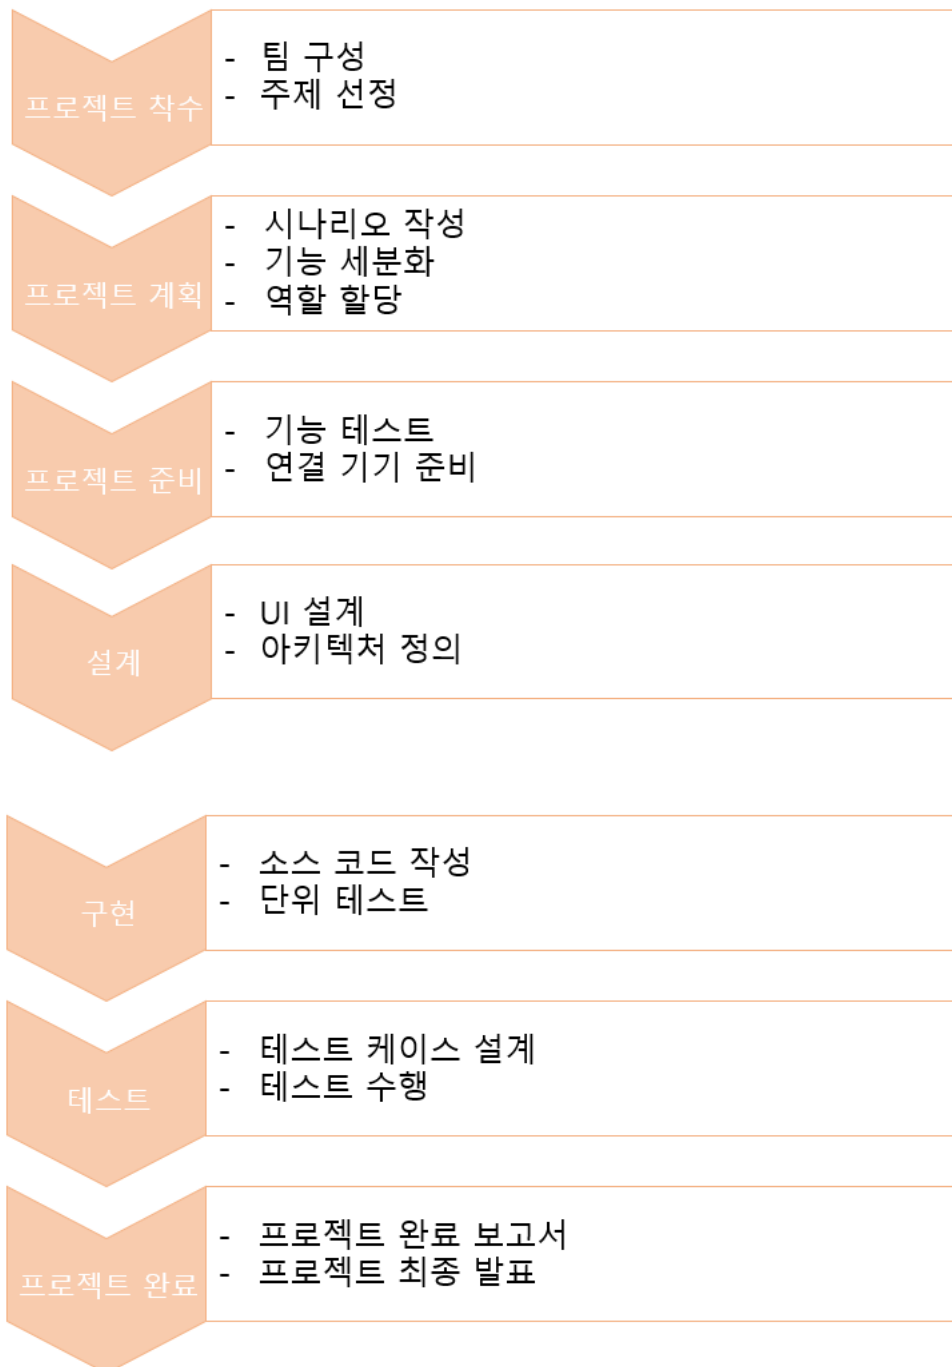 프로젝트 착수
- 팀 구성
- 주제 선정
프로젝트 계획
- 시나리오 작성
- 기능 세분화
- 역할 할당
프로젝트 준비
- 기능 테스트
- 연결 기기 준비
설계
- UI 설계
- 아키텍처 정의
구현
- 소스 코드 작성
- 단위 테스트
테스트
- 테스트 케이스 설계
- 테스트 수행
프로젝트 완료
- 프로젝트 완료 보고서
- 프로젝트 최종 발표